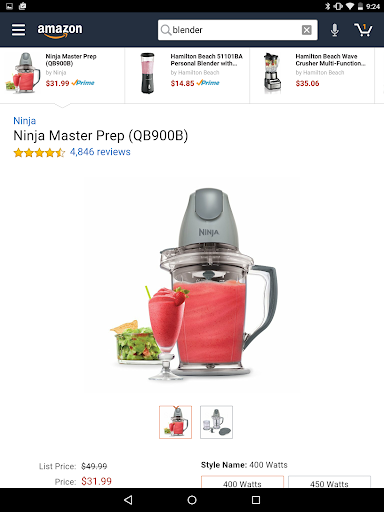 9:24
amazon
blender
1
Ninja Master Prep
(QB900B)
by Ninja
$31.99 Prime
Hamilton Beach 51101BA
Personal Blender with...
by Hamilton Beach
$14.85 Prime
Hamilton Beach Wave
Crusher Multi-Function...
by Hamilton Beach
$35.06
Ninja
Ninja Master Prep (QB900B)
4,846 reviews
NINJA
List Price: $49.99
Price: $31.99
Style Name: 400 Watts
400 Watts
450 Watts